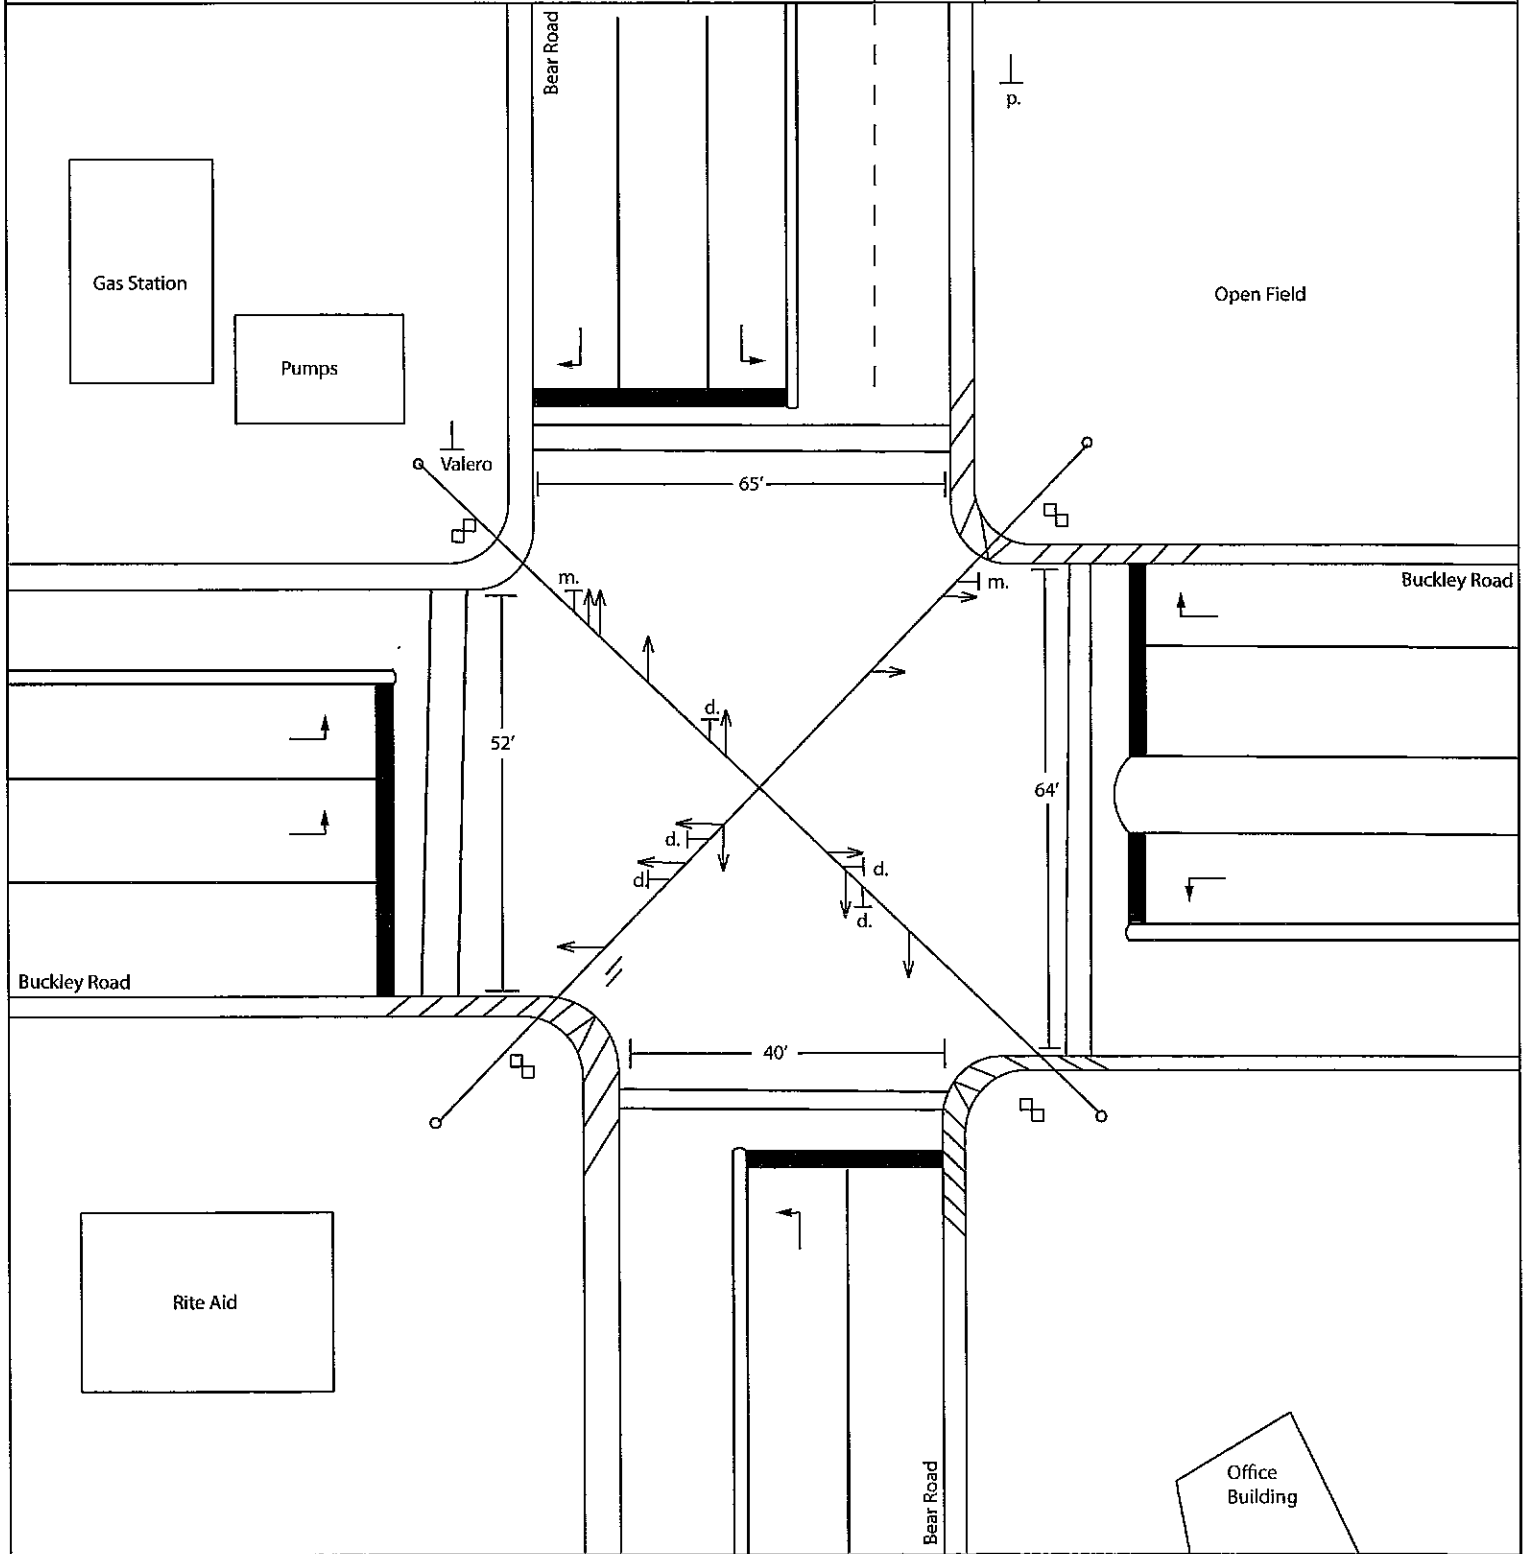 Bear Road
p.
Gas Station
Open Field
Pumps
Valero
65'
m.
m.
Buckley Road
d.
52'
64'
d.
d.
d.
d.
Buckley Road
40'
Rite Aid
Bear Road
Office
Building